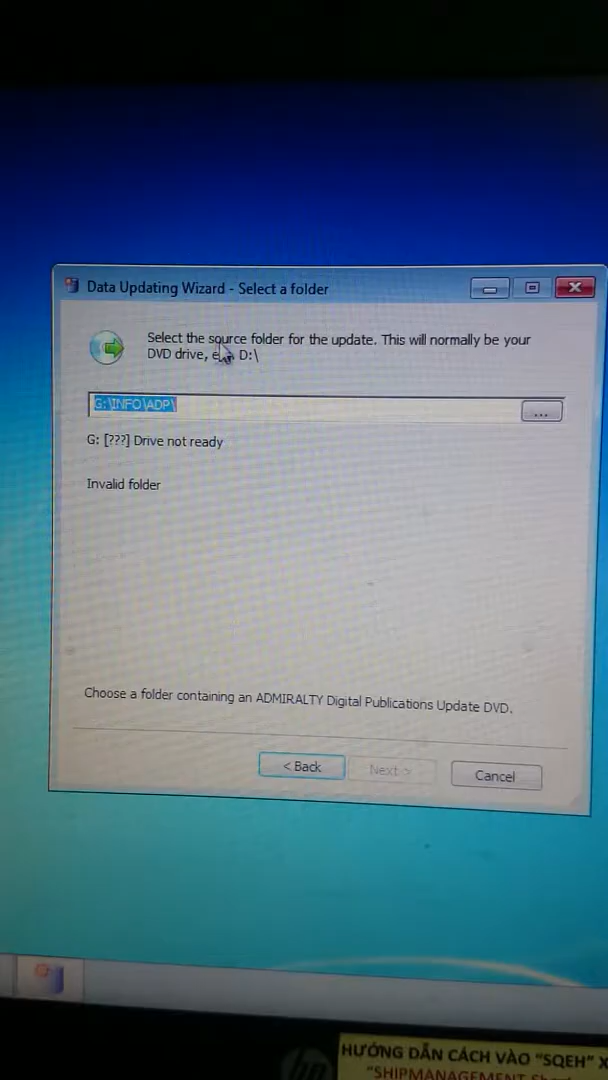 Data Updating Wizard - Select a folder
Select the source folder for the update. This will normally be your
DVD drive, D:\
G:\INFO\ADP\
...
G: [???] Drive not ready
Invalid folder
Choose a folder containing an ADMIRALTY Digital Publications Update DVD.
< Back
Next >
Cancel
hp
HƯỚNG DẪN CÁCH VÀO "SQEH" X
"SHIPMANAGEMENT